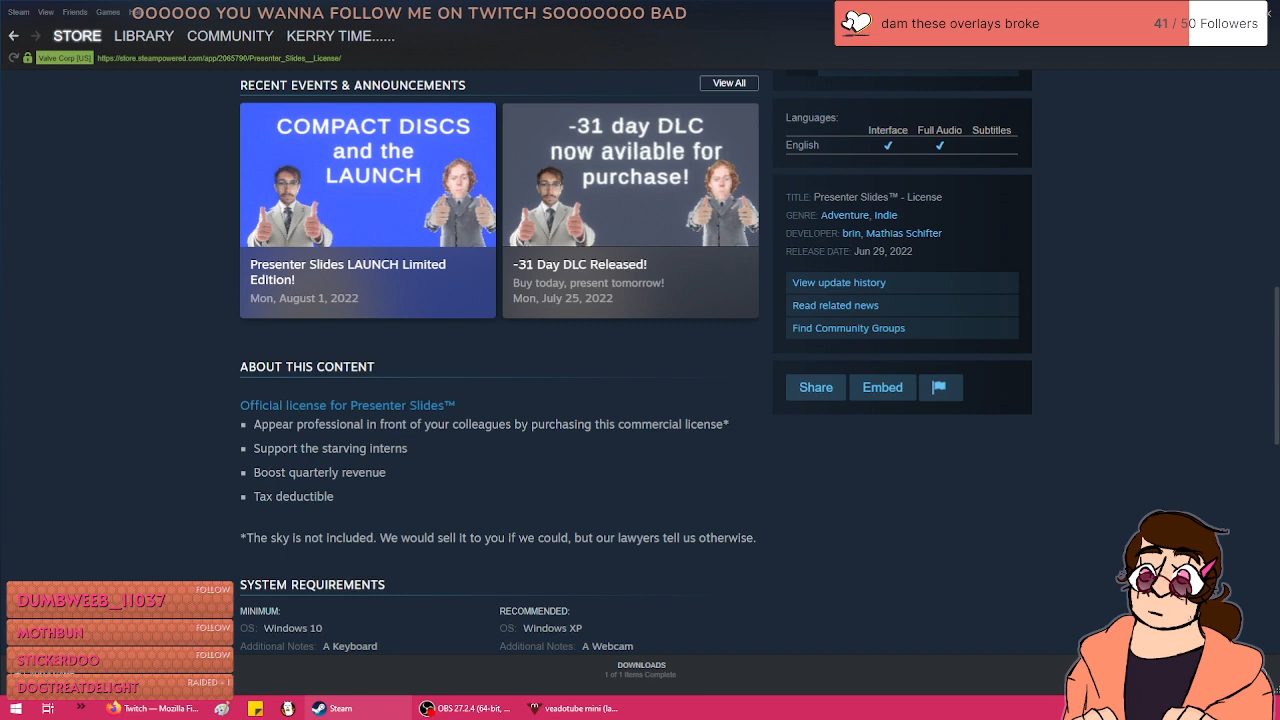 Steam View Friends Games
OOOOOO YOU WANNA FOLLOW ME ON TWITCH SOOOOOOO BAD
dam these overlays broke
41 / 50 Followers
STORE LIBRARY COMMUNITY KERRY TIME......
Valve Corp [US] https://store.steampowered.com/app/2065790/Presenter_Slides__License/
RECENT EVENTS & ANNOUNCEMENTS
View All
COMPACT DISCS
and the
LAUNCH
Presenter Slides LAUNCH Limited
Edition!
Mon, August 1, 2022
-31 day DLC
now avilable for
purchase!
-31 Day DLC Released!
Buy today, present tomorrow!
Mon, July 25, 2022
Languages:
Interface Full Audio Subtitles
English ✔ ✔
TITLE: Presenter Slides™ - License
GENRE: Adventure, Indie
DEVELOPER: brin, Mathias Schifter
RELEASE DATE: Jun 29, 2022
View update history
Read related news
Find Community Groups
Share Embed
ABOUT THIS CONTENT
Official license for Presenter Slides™
Appear professional in front of your colleagues by purchasing this commercial license*
Support the starving interns
Boost quarterly revenue
Tax deductible
*The sky is not included. We would sell it to you if we could, but our lawyers tell us otherwise.
SYSTEM REQUIREMENTS
MINIMUM:
OS: Windows 10
Additional Notes: A Keyboard
RECOMMENDED:
OS: Windows XP
Additional Notes: A Webcam
DUMBWEEB_11037 FOLLOW
MOTHBUN FOLLOW
STICKERDOO FOLLOW
DOGTREATDELIGHT RAIDED + 1
DOWNLOADS
1 of 1 Items Complete
Twitch — Mozilla Fi...
Steam
OBS 27.2.4 (64-bit, ...
veadotube mini (la...